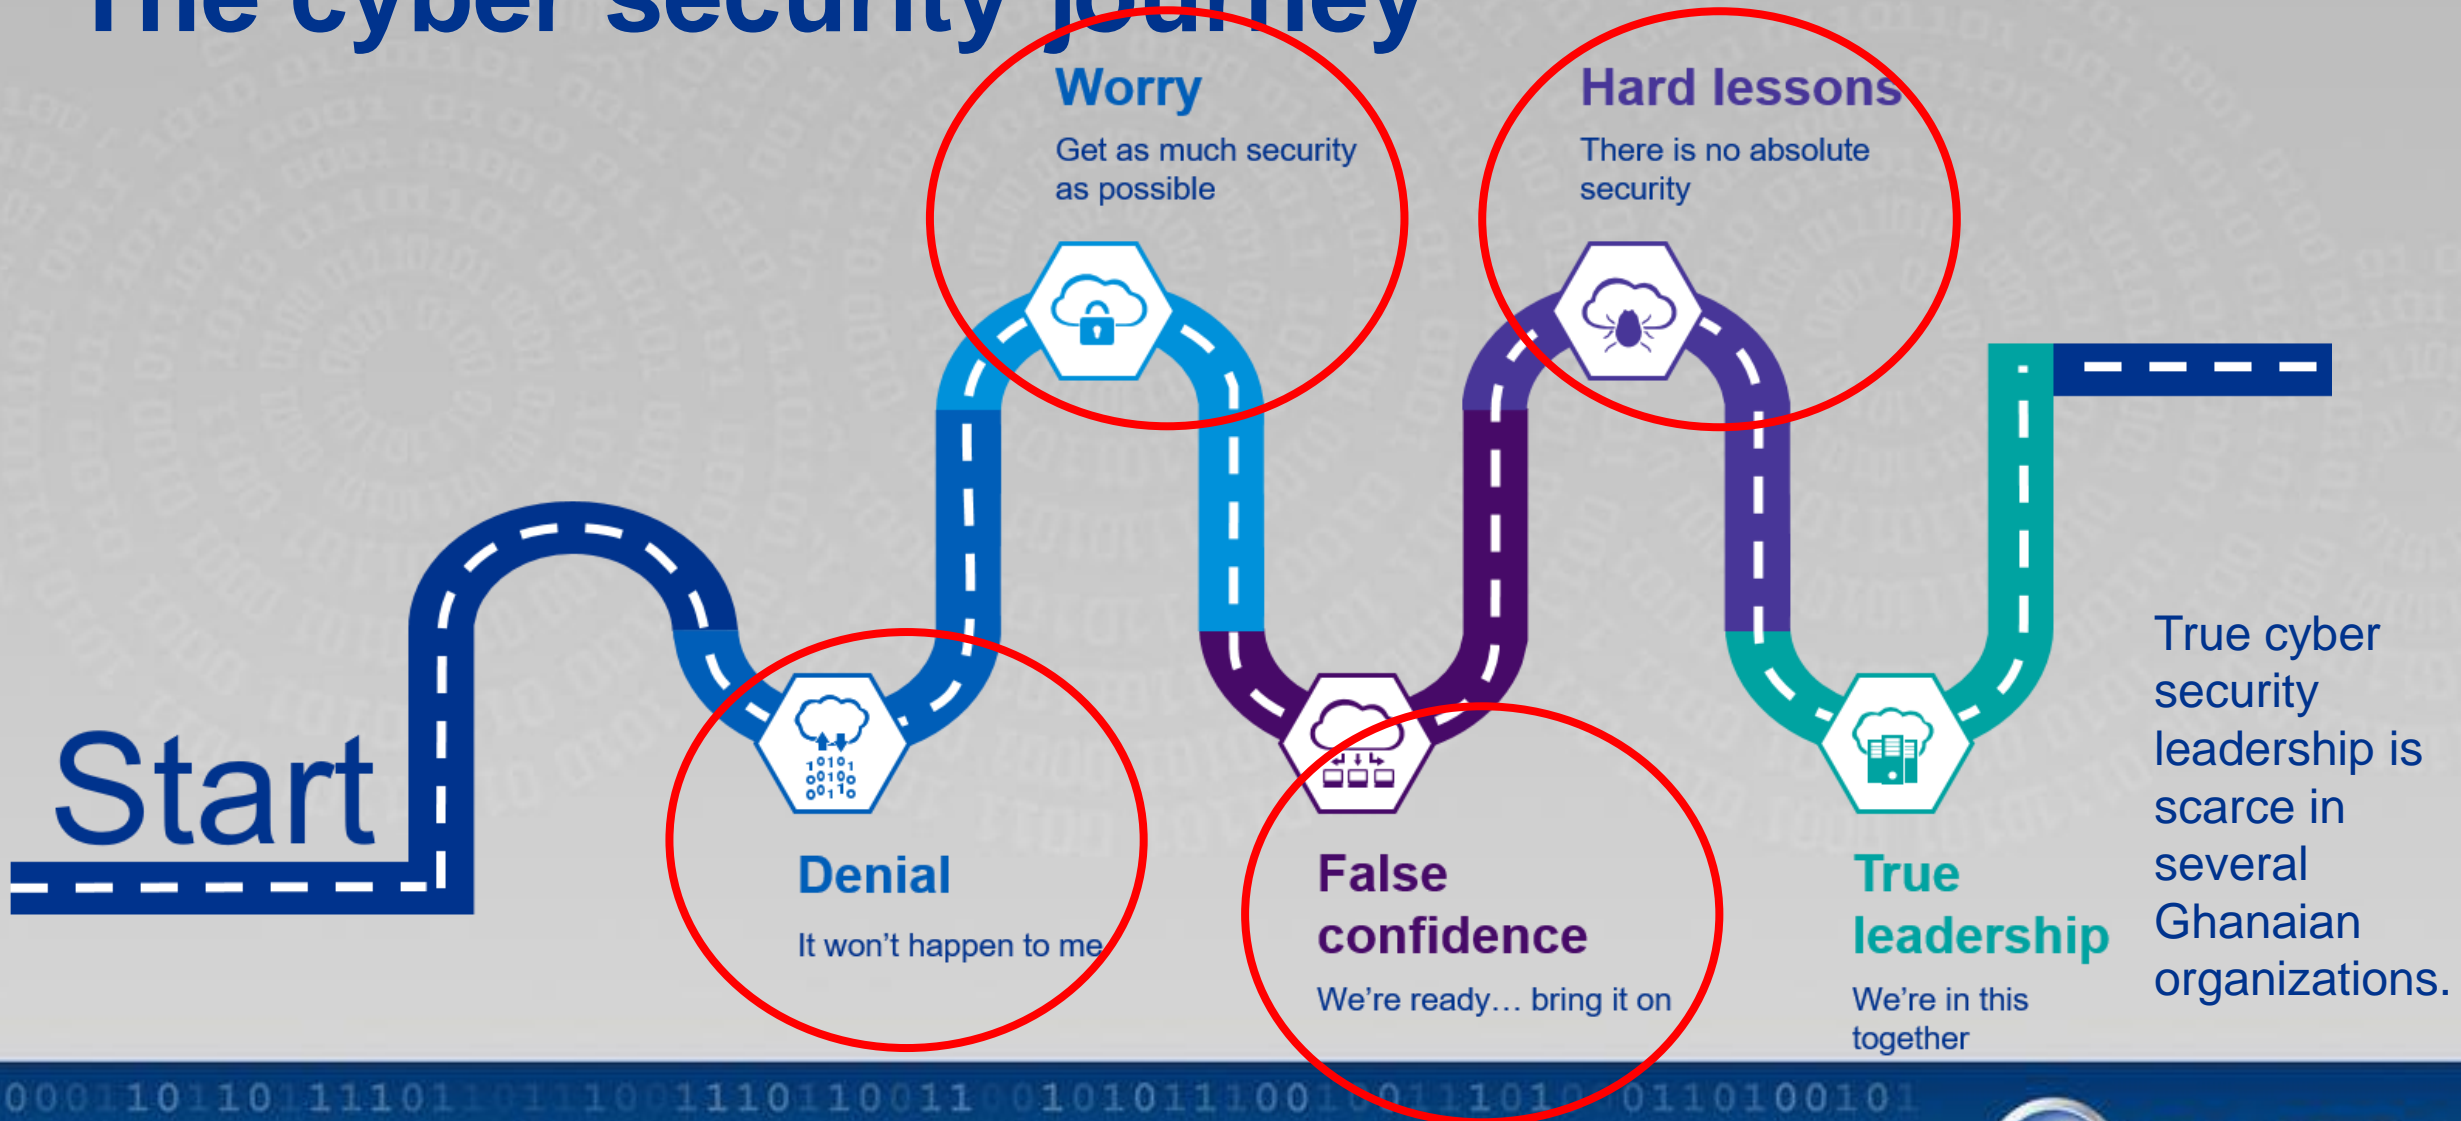 The cyber security journey
Worry
Get as much security
as possible
Hard lessons
There is no absolute
security
Start
Denial
It won't happen to me
False
confidence
We're ready… bring it on
True
leadership
We're in this
together
True cyber
security
leadership is
scarce in
several
Ghanaian
organizations.